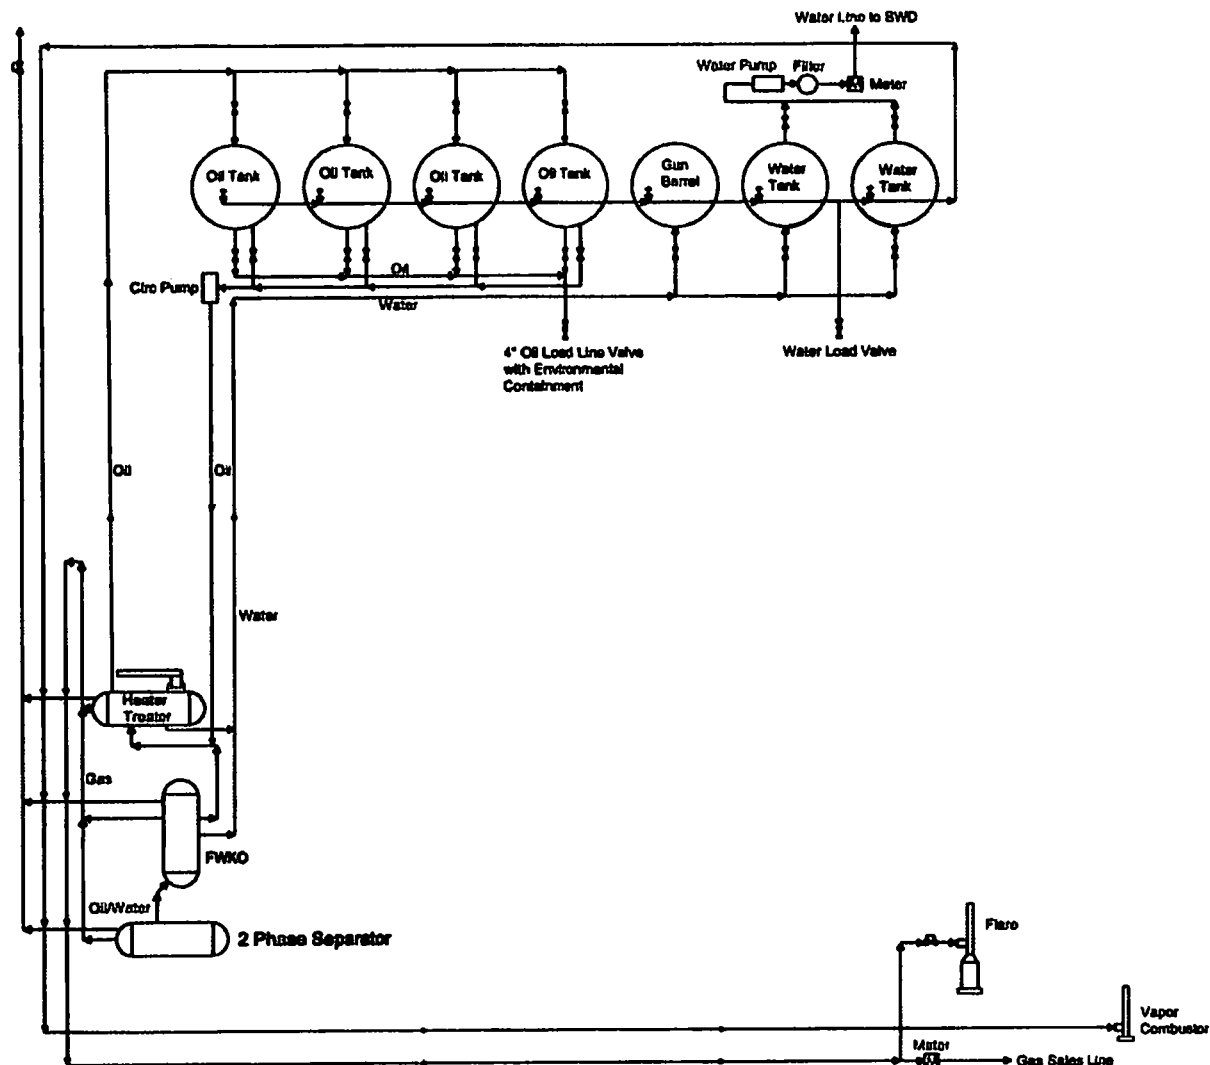 Water Line to SWD
Water Pump
Filter
Meter
Oil Tank
Oil Tank
Oil Tank
Oil Tank
Gun
Barrel
Water
Tank
Water
Tank
Oil
Circ Pump
Water
4" Oil Load Line Valve
with Environmental
Containment
Water Load Valve
Oil
Oil
Water
Heater
Treater
Gas
FWKO
Oil/Water
2 Phase Separator
Flare
Vapor
Combustor
Meter
Gas Sales Line